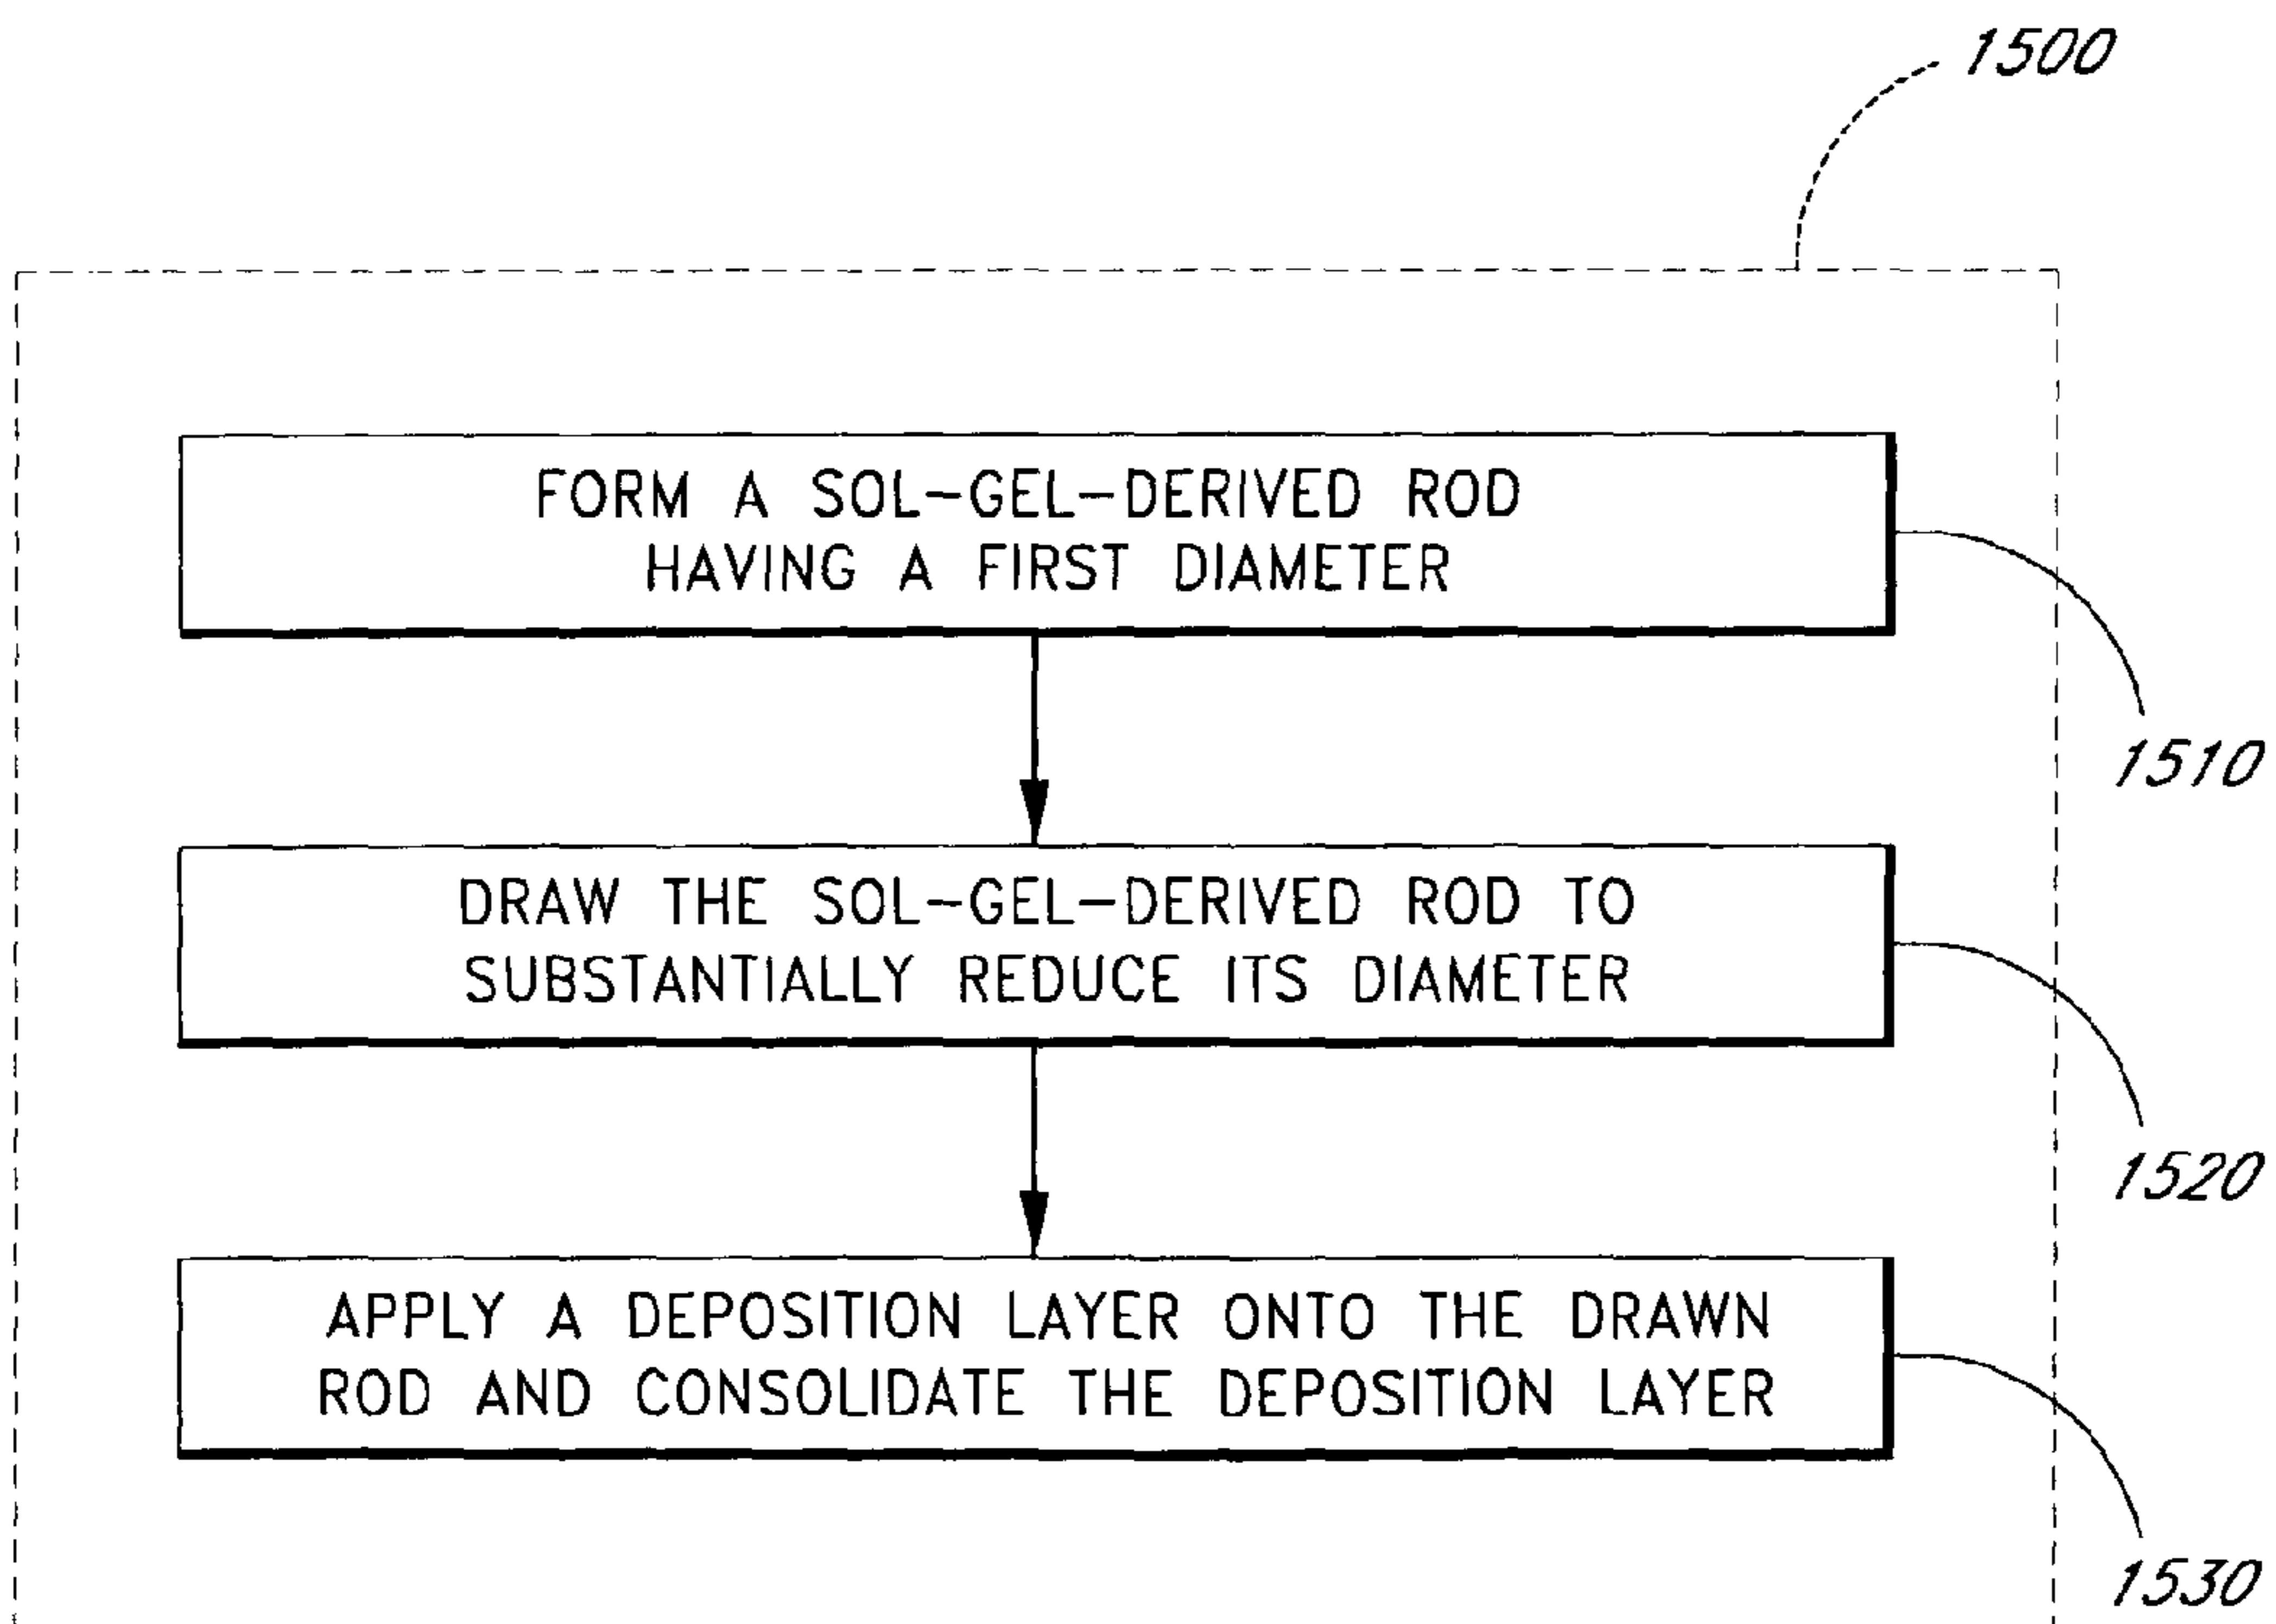 1500
FORM A SOL-GEL-DERIVED ROD
HAVING A FIRST DIAMETER
1510
DRAW THE SOL-GEL-DERIVED ROD TO
SUBSTANTIALLY REDUCE ITS DIAMETER
1520
APPLY A DEPOSITION LAYER ONTO THE DRAWN
ROD AND CONSOLIDATE THE DEPOSITION LAYER
1530